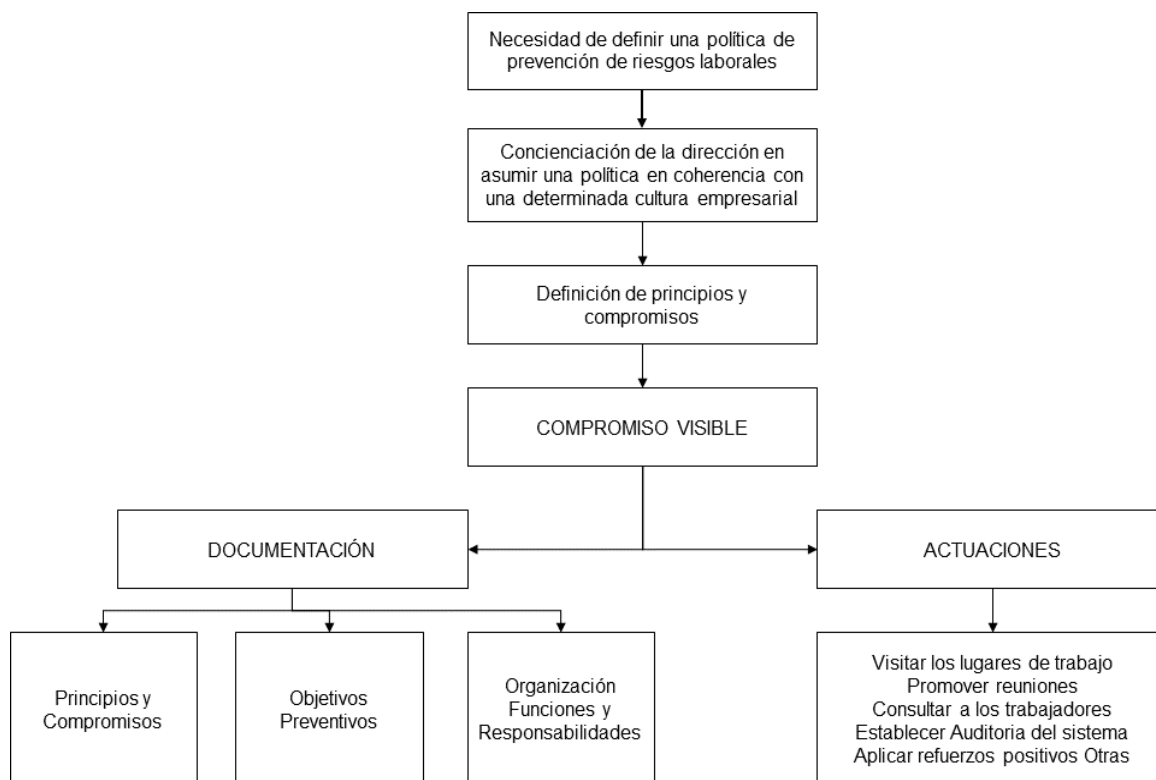 Necesidad de definir una política de
prevención de riesgos laborales
Concienciación de la dirección en
asumir una política en coherencia con
una determinada cultura empresarial
Definición de principios y
compromisos
COMPROMISO VISIBLE
DOCUMENTACIÓN
ACTUACIONES
Principios y
Compromisos
Objetivos
Preventivos
Organización
Funciones y
Responsabilidades
Visitar los lugares de trabajo
Promover reuniones
Consultar a los trabajadores
Establecer Auditoria del sistema
Aplicar refuerzos positivos Otras